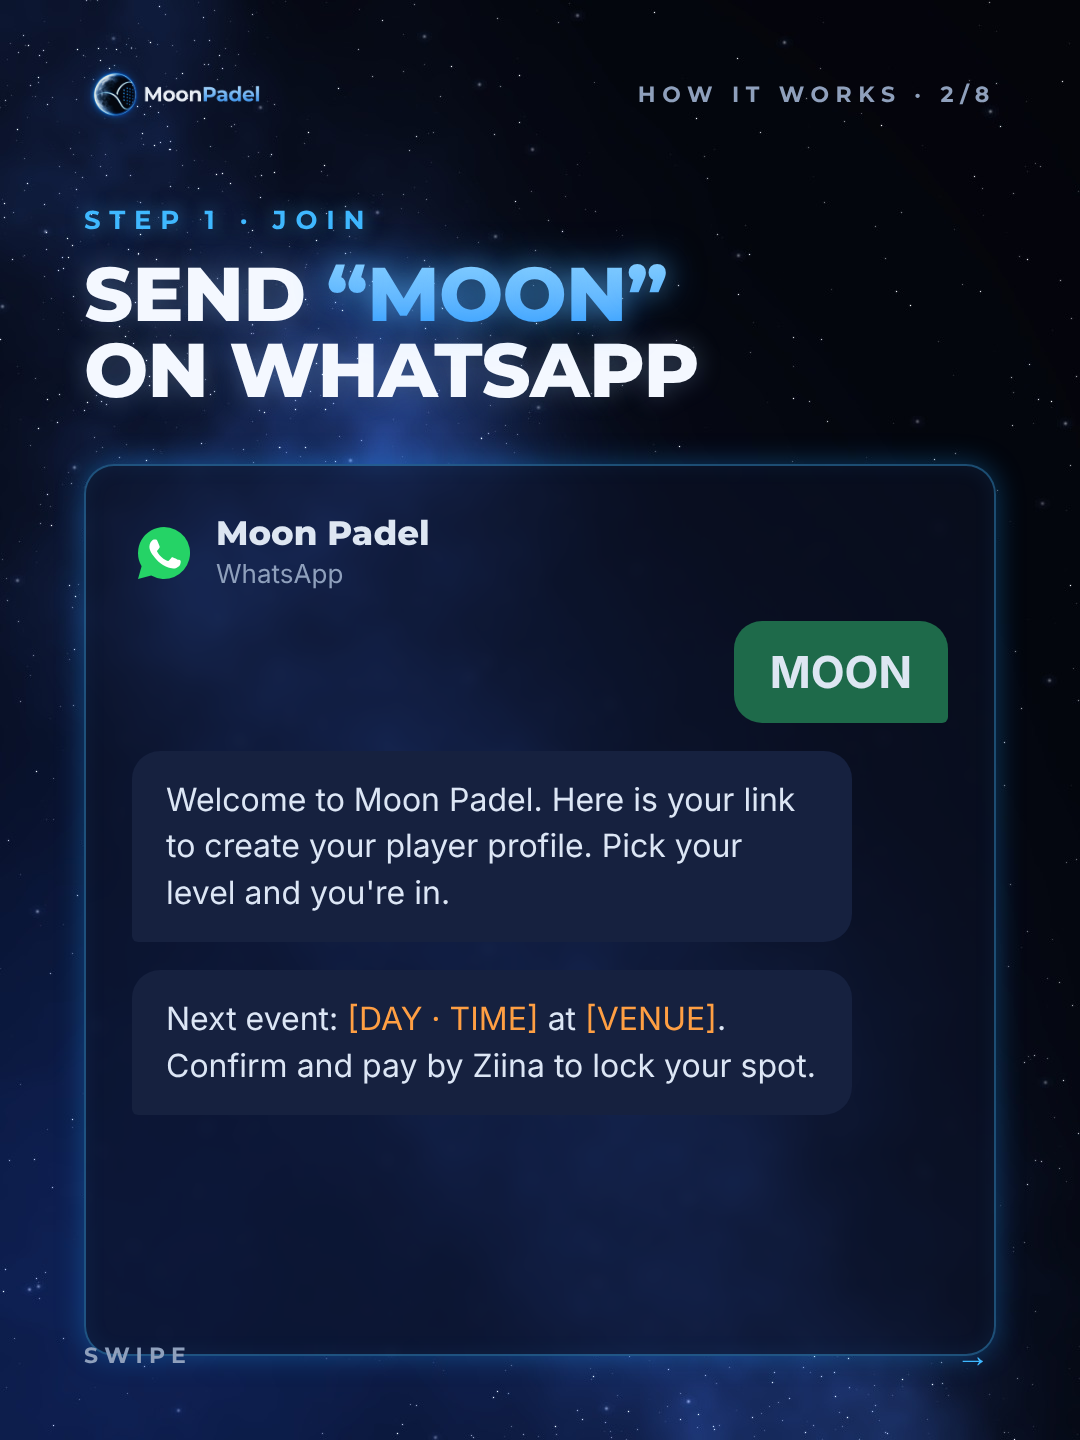 MoonPadel
HOW IT WORKS · 2/8
STEP 1 · JOIN
SEND “MOON”
ON WHATSAPP
Moon Padel
WhatsApp
MOON
Welcome to Moon Padel. Here is your link
to create your player profile. Pick your
level and you're in.
Next event: [DAY · TIME] at [VENUE].
Confirm and pay by Ziina to lock your spot.
SWIPE →